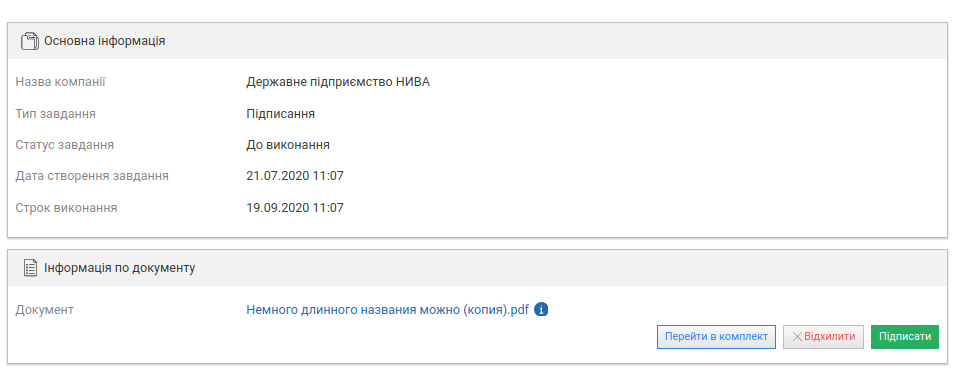 Основна інформація
Назва компанії Державне підприємство НИВА
Тип завдання Підписання
Статус завдання До виконання
Дата створення завдання 21.07.2020 11:07
Строк виконання 19.09.2020 11:07
Інформація по документу
Документ Немного длинного названия можно (копия).pdf i
Перейти в комплект Відхилити Підписати